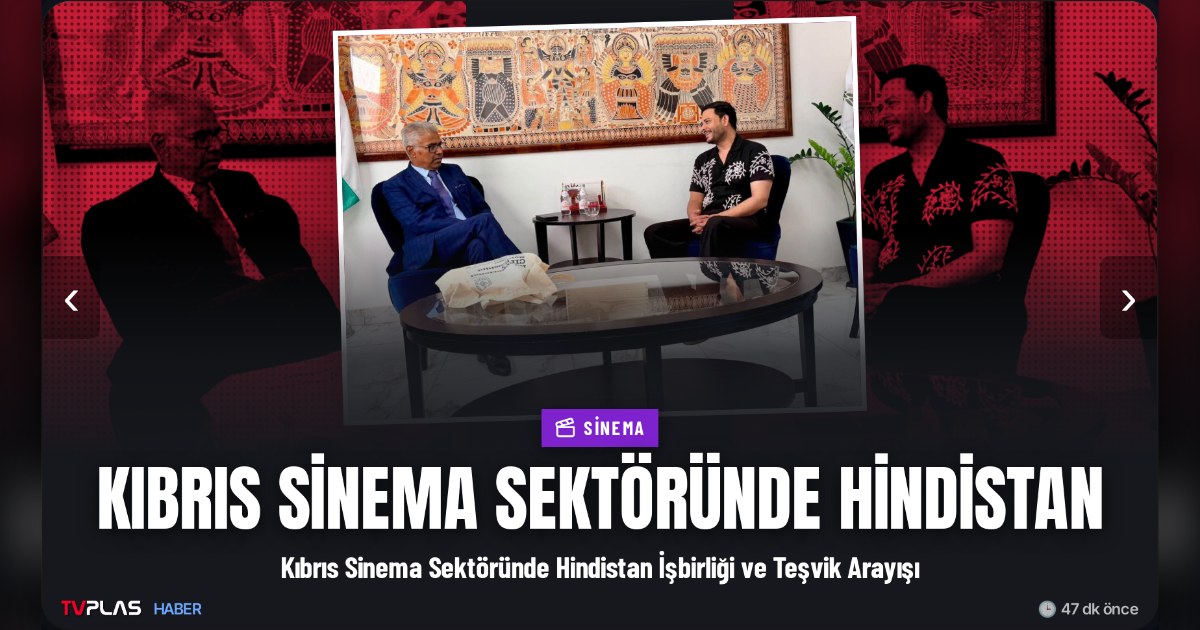 SİNEMA
KIBRIS SİNEMA SEKTÖRÜNDE HİNDİSTAN
Kıbrıs Sinema Sektöründe Hindistan İşbirliği ve Teşvik Arayışı
TVPLAS HABER
47 dk önce